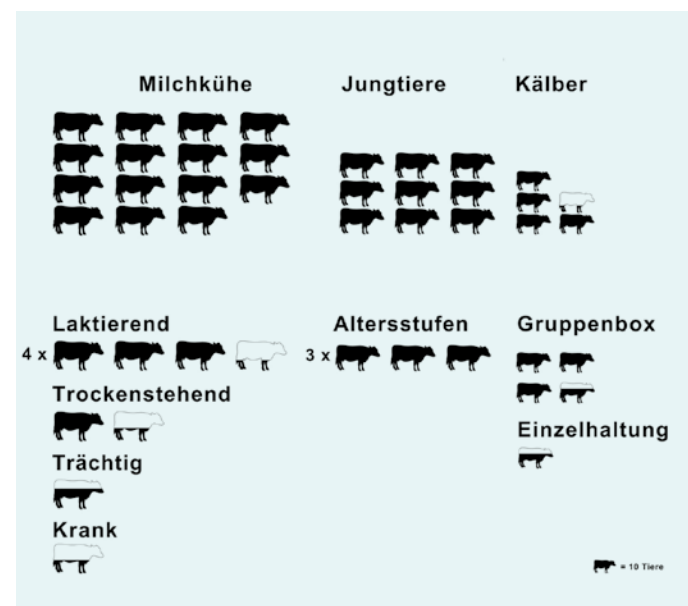 Milchkühe
Jungtiere
Kälber
Laktierend
4 x
Altersstufen
3 x
Gruppenbox
Trockenstehend
Einzelhaltung
Trächtig
Krank
= 10 Tiere